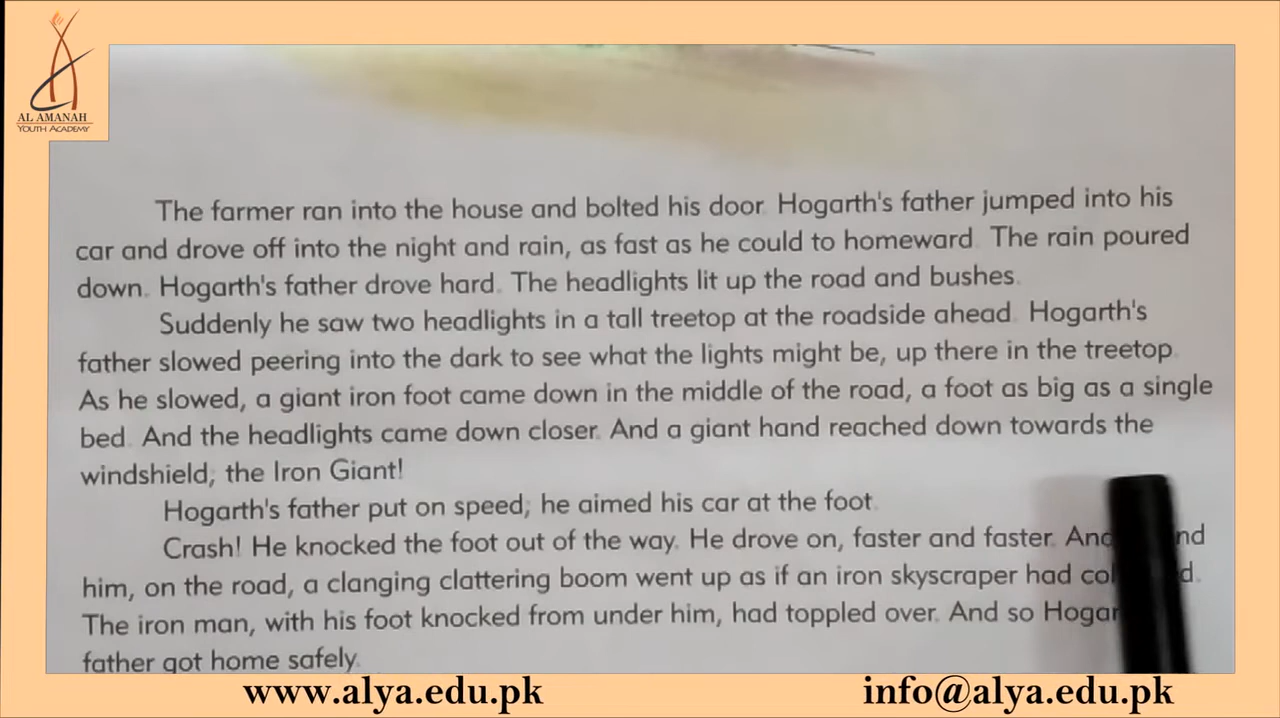 AL AMANAH
YOUTH ACADEMY
The farmer ran into the house and bolted his door. Hogarth's father jumped into his
car and drove off into the night and rain, as fast as he could to homeward. The rain poured
down. Hogarth's father drove hard. The headlights lit up the road and bushes.
Suddenly he saw two headlights in a tall treetop at the roadside ahead. Hogarth's
father slowed peering into the dark to see what the lights might be, up there in the treetop.
As he slowed, a giant iron foot came down in the middle of the road, a foot as big as a single
bed. And the headlights came down closer. And a giant hand reached down towards the
windshield; the Iron Giant!
Hogarth's father put on speed; he aimed his car at the foot.
Crash! He knocked the foot out of the way. He drove on, faster and faster. And
him, on the road, a clanging clattering boom went up as if an iron skyscraper had
The iron man, with his foot knocked from under him, had toppled over. And so
father got home safely.
www.alya.edu.pk
info@alya.edu.pk